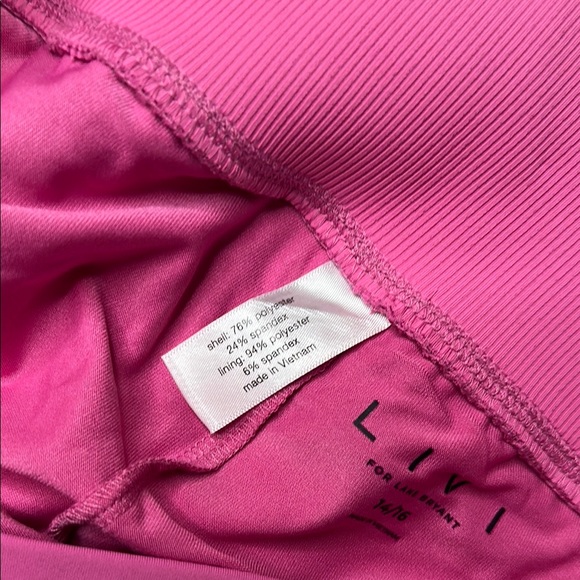 shell: 76% polyester
24% spandex
lining: 94% polyester
6% spandex
made in Vietnam
LIVI
FOR LANE BRYANT
14/16